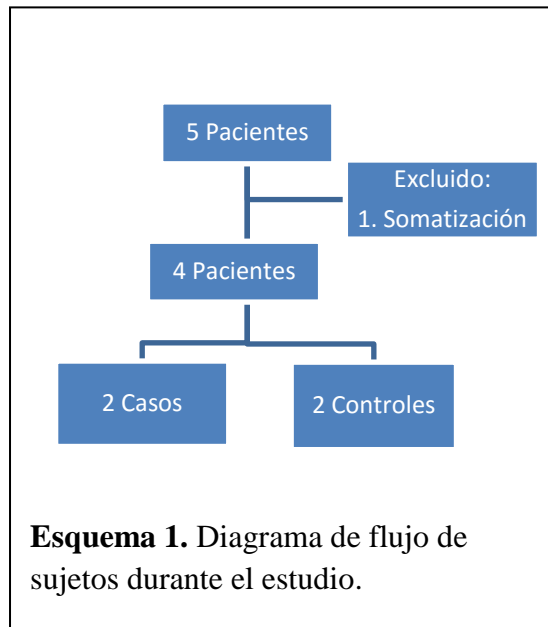 5 Pacientes
Excluido:
1. Somatización
4 Pacientes
2 Casos
2 Controles
Esquema 1. Diagrama de flujo de
sujetos durante el estudio.